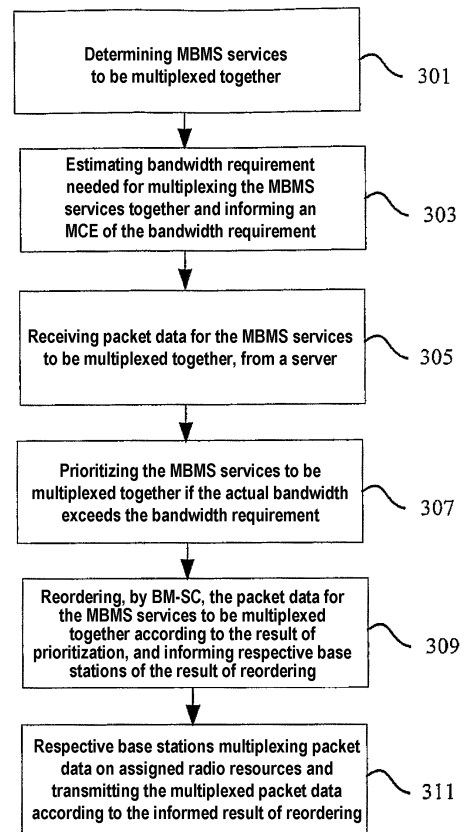 Determining MBMS services
to be multiplexed together
301
Estimating bandwidth requirement
needed for multiplexing the MBMS
services together and informing an
MCE of the bandwidth requirement
303
Receiving packet data for the MBMS services
to be multiplexed together, from a server
305
Prioritizing the MBMS services to be
multiplexed together if the actual bandwidth
exceeds the bandwidth requirement
307
Reordering, by BM-SC, the packet data for
the MBMS services to be multiplexed
together according to the result of
prioritization, and informing respective base
stations of the result of reordering
309
Respective base stations multiplexing packet
data on assigned radio resources and
transmitting the multiplexed packet data
according to the informed result of reordering
311